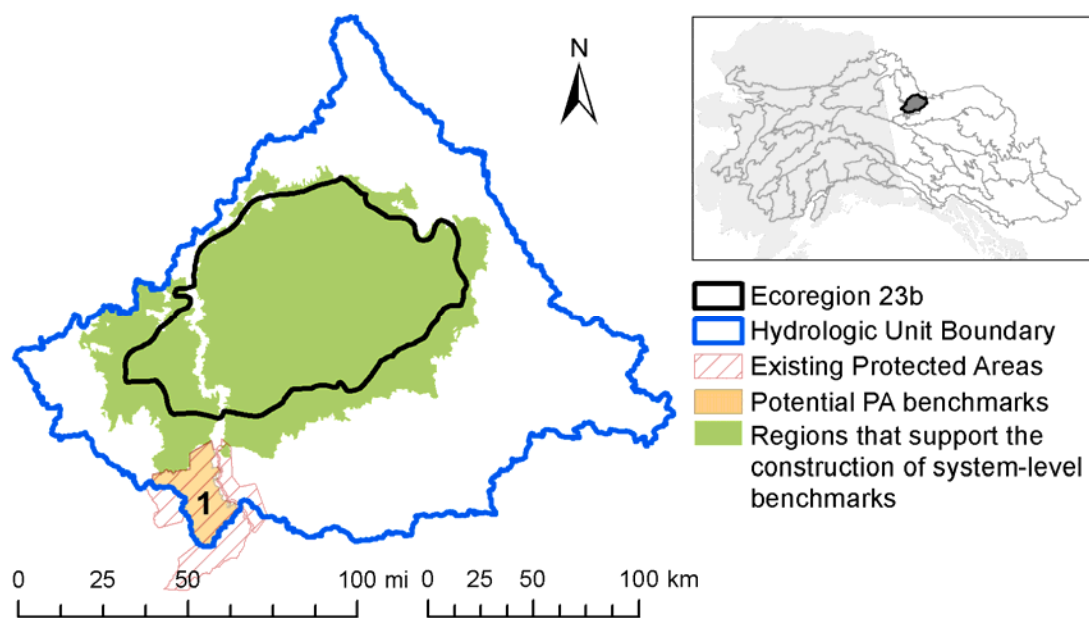 N
Ecoregion 23b
Hydrologic Unit Boundary
Existing Protected Areas
Potential PA benchmarks
Regions that support the
construction of system-level
benchmarks
1
0 25 50 100 mi 0 25 50 100 km